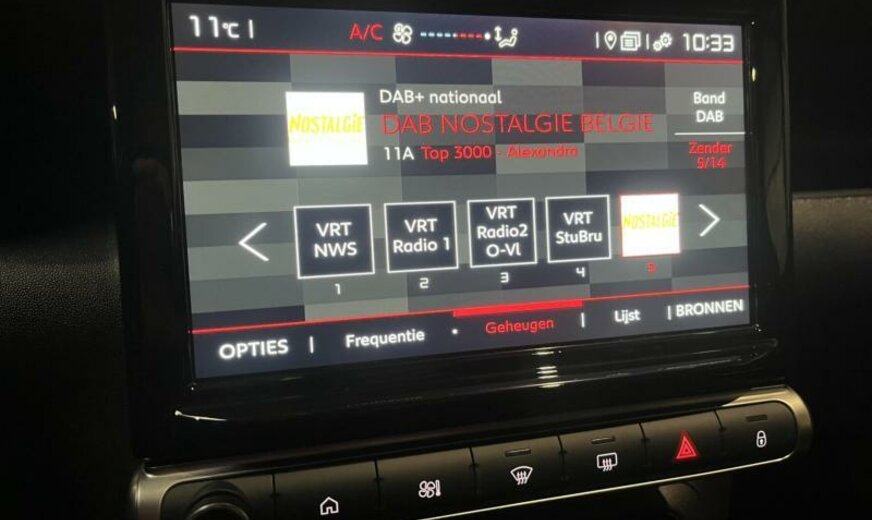 11°C
A/C
10:33
NOSTALGIE
DAB+ nationaal
DAB NOSTALGIE BELGIE
11A Top 3000 - Alexandra
Band
DAB
Zender
5/14
VRT
NWS
VRT
Radio 1
VRT
Radio2
O-Vl
VRT
StuBru
NOSTALGIE
1
2
3
4
5
OPTIES
Frequentie
Geheugen
Lijst
BRONNEN